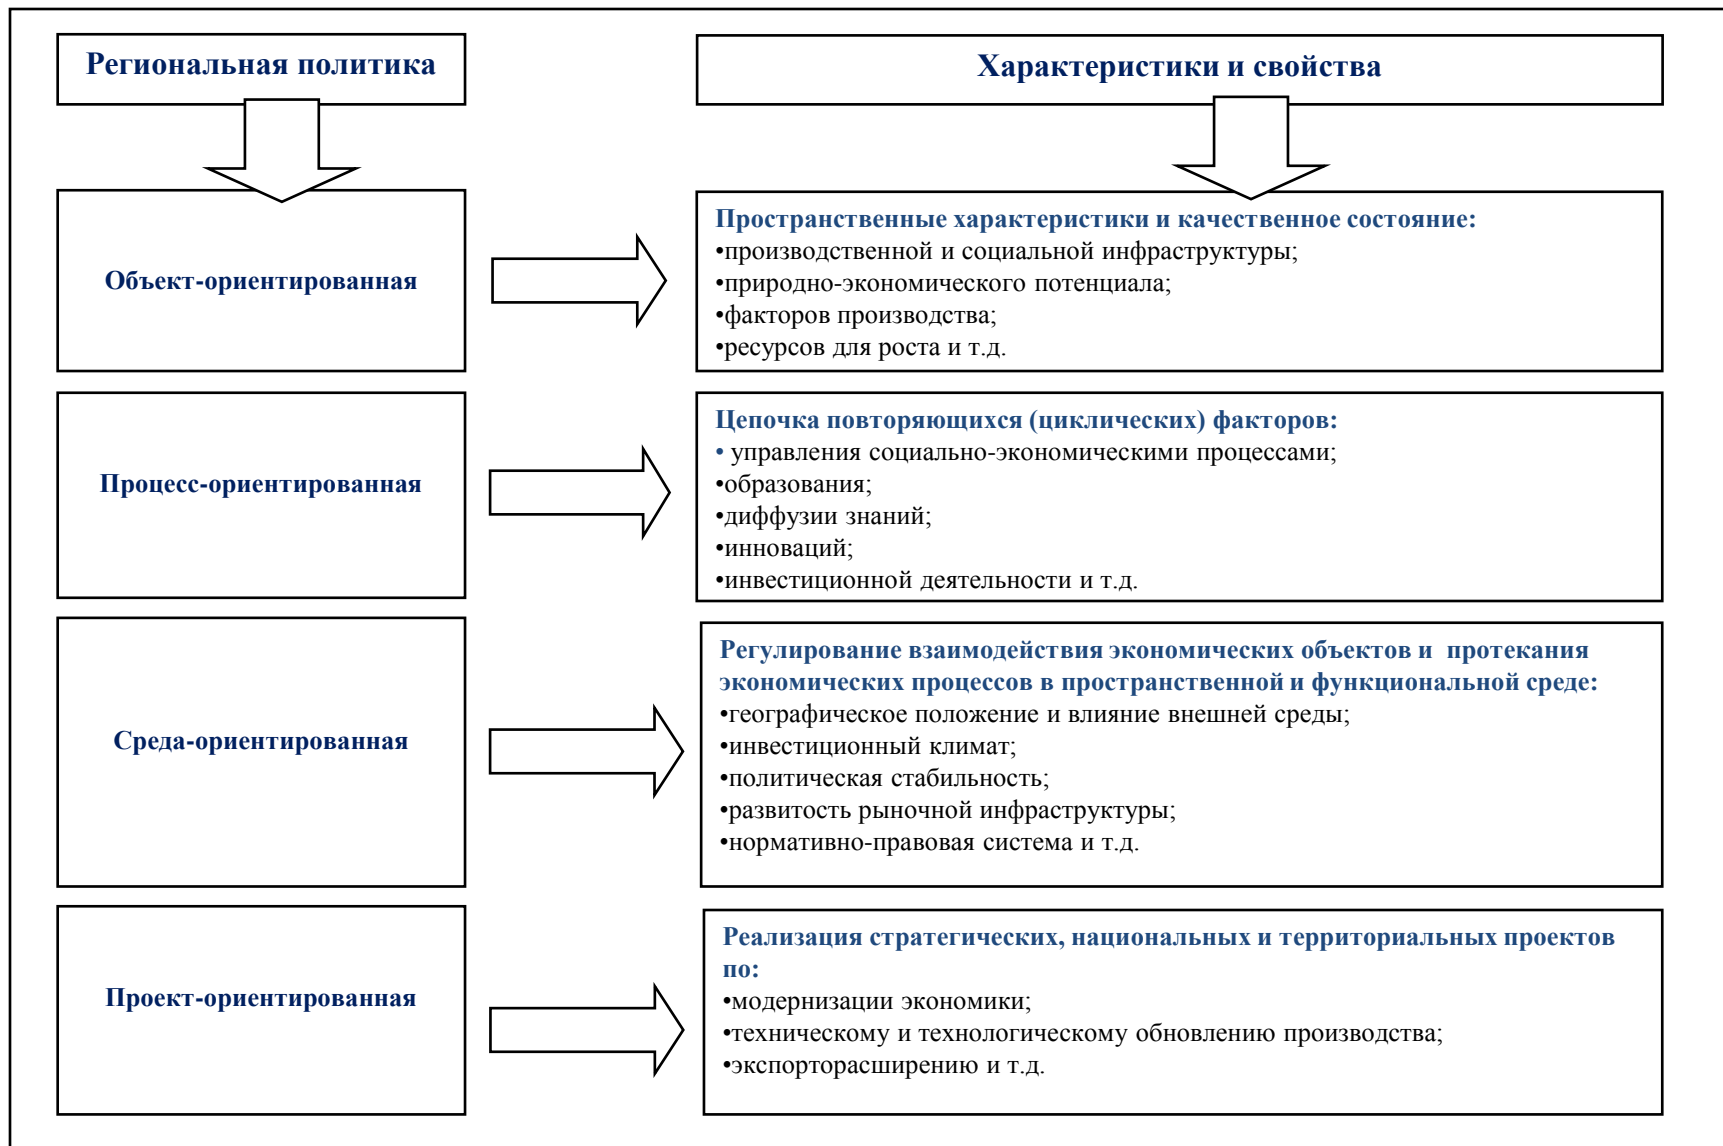 Региональная политика
Характеристики и свойства
Объект-ориентированная
Пространственные характеристики и качественное состояние:
•производственной и социальной инфраструктуры;
•природно-экономического потенциала;
•факторов производства;
•ресурсов для роста и т.д.
Процесс-ориентированная
Цепочка повторяющихся (циклических) факторов:
• управления социально-экономическими процессами;
•образования;
•диффузии знаний;
•инноваций;
•инвестиционной деятельности и т.д.
Среда-ориентированная
Регулирование взаимодействия экономических объектов и протекания
экономических процессов в пространственной и функциональной среде:
•географическое положение и влияние внешней среды;
•инвестиционный климат;
•политическая стабильность;
•развитость рыночной инфраструктуры;
•нормативно-правовая система и т.д.
Проект-ориентированная
Реализация стратегических, национальных и территориальных проектов
по:
•модернизации экономики;
•техническому и технологическому обновлению производства;
•экспорторасширению и т.д.